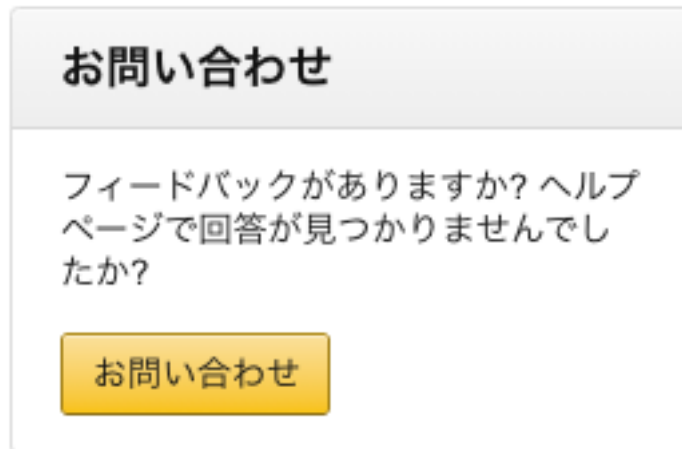 お問い合わせ
フィードバックがありますか? ヘルプ
ページで回答が見つかりませんでし
たか?
お問い合わせ